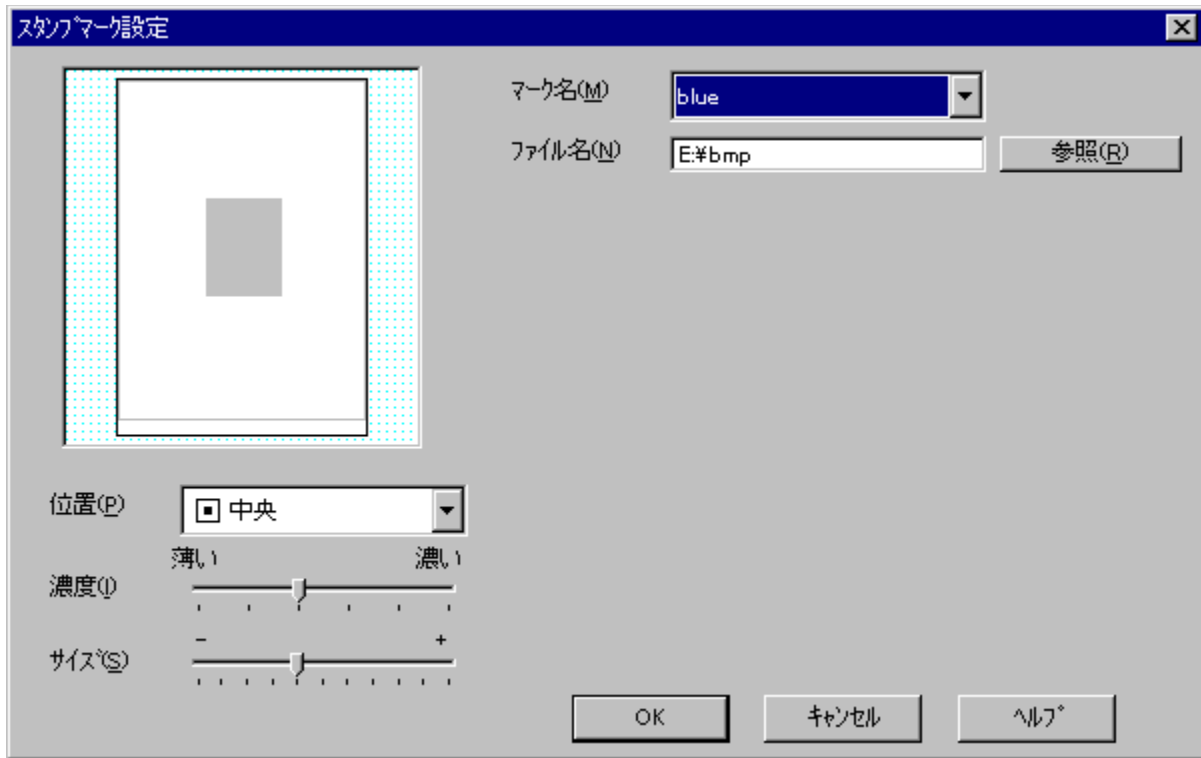 スタンプマーク設定
マーク名(M)
blue
ファイル名(N)
E:¥bmp
参照(R)
位置(P)
中央
薄い
濃い
濃度(I)
-
+
サイズ(S)
OK
キャンセル
ヘルプ